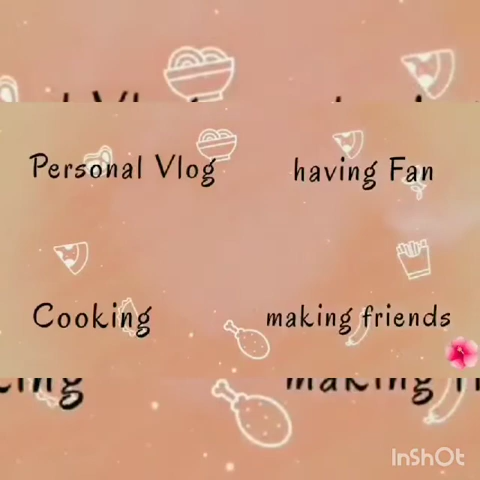 Personal Vlog
having Fan
Cooking
making friends
InShOt